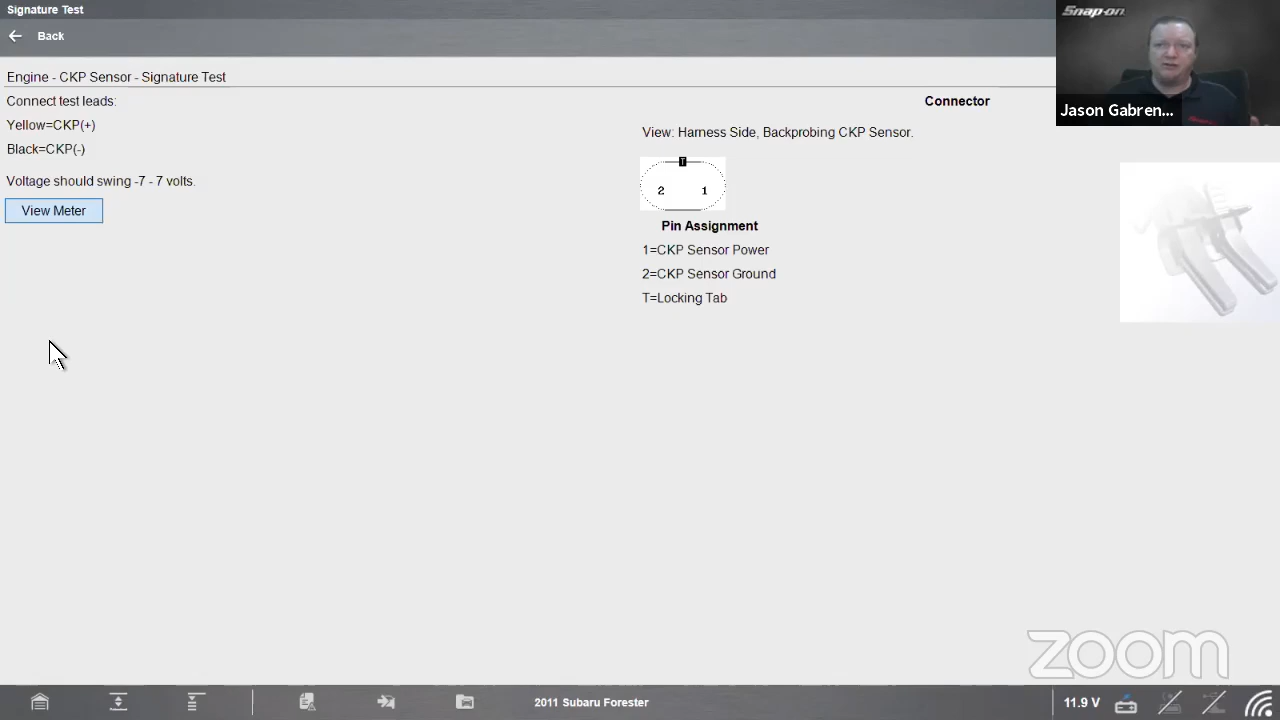 Signature Test
Back
Snap-on
Jason Gabren...
Engine - CKP Sensor - Signature Test
Connect test leads:
Yellow=CKP(+)
Black=CKP(-)
Voltage should swing -7 - 7 volts.
View Meter
Connector
View: Harness Side, Backprobing CKP Sensor.
T
2 1
Pin Assignment
1=CKP Sensor Power
2=CKP Sensor Ground
T=Locking Tab
zoom
2011 Subaru Forester
11.9 V